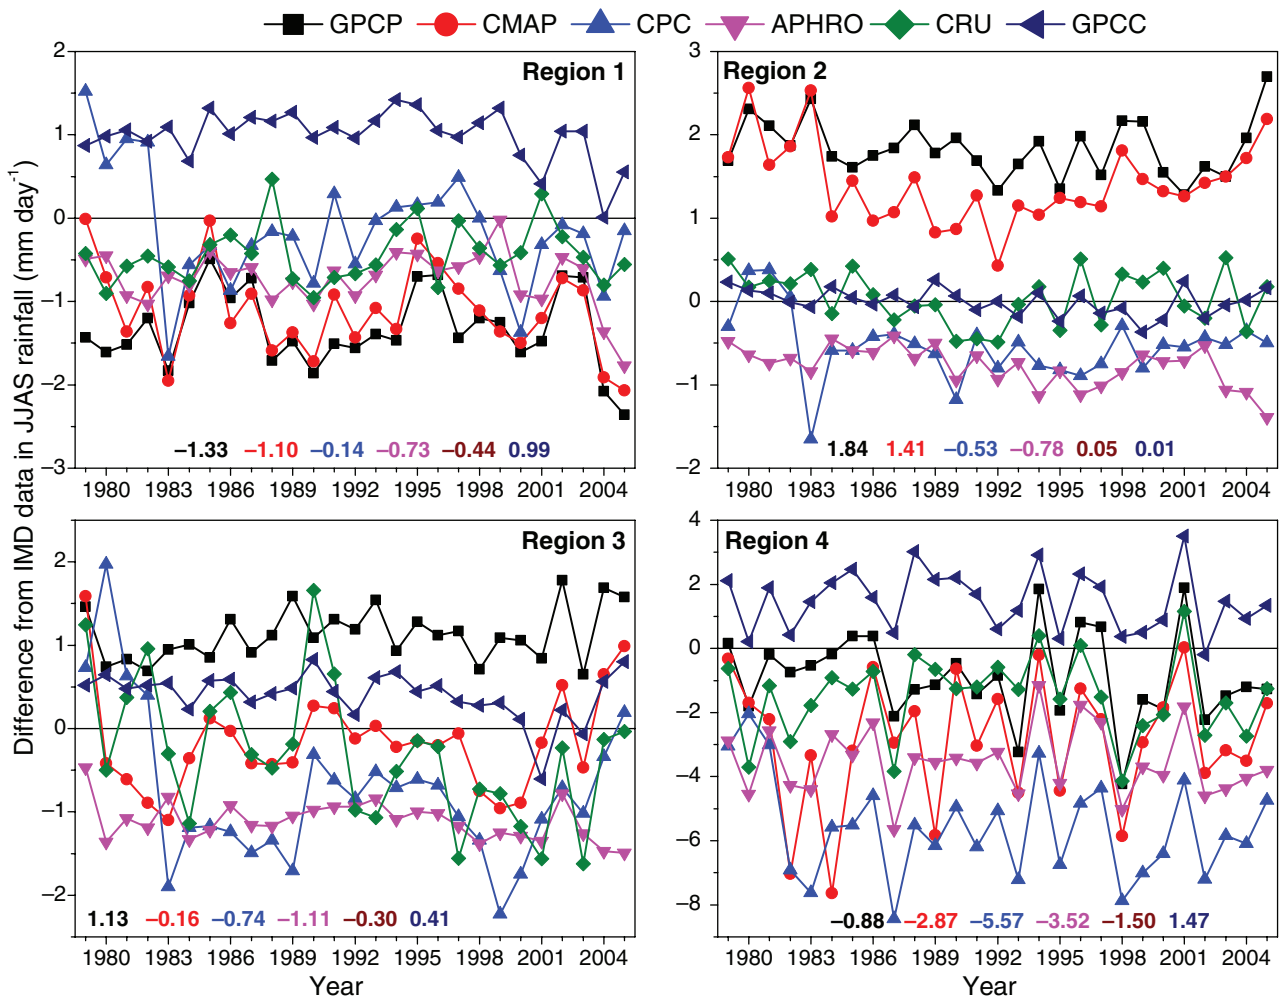 GPCP CMAP CPC APHRO CRU GPCC
Difference from IMD data in JJAS rainfall (mm day⁻¹)
Region 1
2
1
0
−1
−2
−3
−1.33 −1.10 −0.14 −0.73 −0.44 0.99
1980 1983 1986 1989 1992 1995 1998 2001 2004
Region 2
3
2
1
0
−1
−2
1.84 1.41 −0.53 −0.78 0.05 0.01
1980 1983 1986 1989 1992 1995 1998 2001 2004
Region 3
2
1
0
−1
−2
1.13 −0.16 −0.74 −1.11 −0.30 0.41
1980 1983 1986 1989 1992 1995 1998 2001 2004
Year
Region 4
4
2
0
−2
−4
−6
−8
−0.88 −2.87 −5.57 −3.52 −1.50 1.47
1980 1983 1986 1989 1992 1995 1998 2001 2004
Year